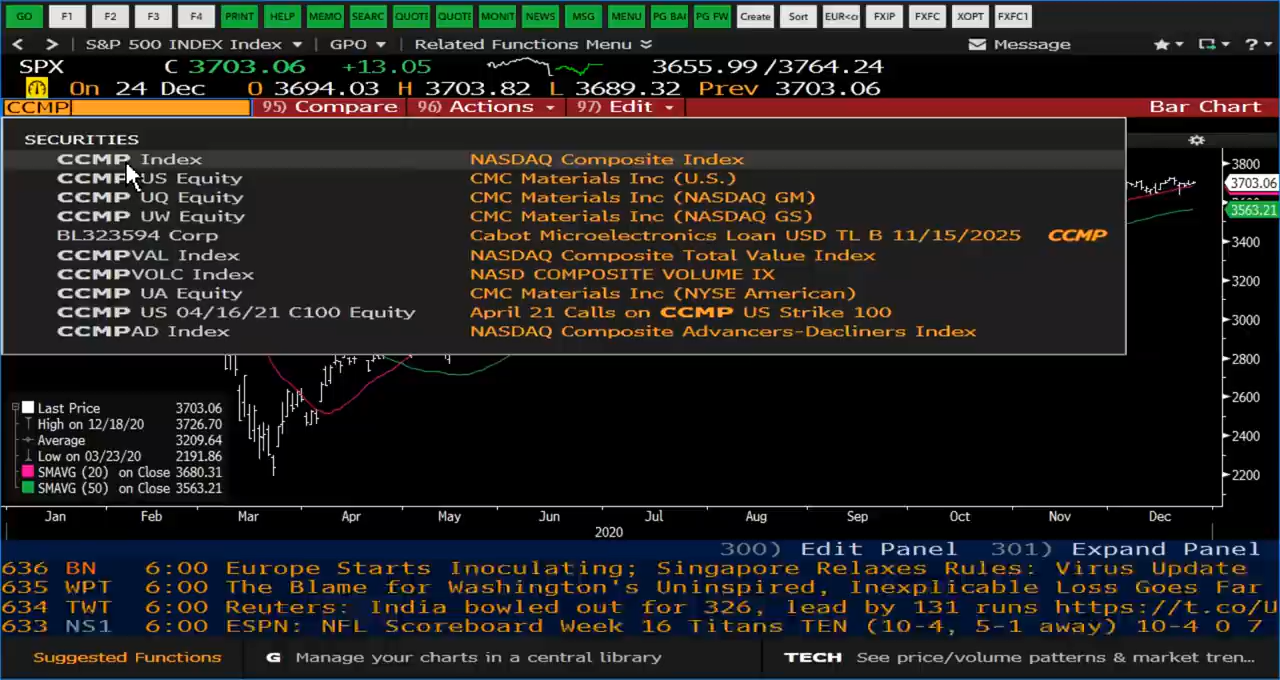 GO F1 F2 F3 F4 PRINT HELP MEMO SEARC QUOTE QUOTE MONIT NEWS MSG MENU PG BAC PG FW Create Sort EUR<cu FXIP FXFC XOPT FXFC1
< > S&P 500 INDEX Index GPO Related Functions Menu Message ?
SPX C 3703.06 +13.05 3655.99 /3764.24
On 24 Dec O 3694.03 H 3703.82 L 3689.32 Prev 3703.06
CCMP 95) Compare 96) Actions 97) Edit Bar Chart
SECURITIES
CCMP Index NASDAQ Composite Index
CCMP US Equity CMC Materials Inc (U.S.)
CCMP UQ Equity CMC Materials Inc (NASDAQ GM)
CCMP UW Equity CMC Materials Inc (NASDAQ GS)
BL323594 Corp Cabot Microelectronics Loan USD TL B 11/15/2025 CCMP
CCMPVAL Index NASDAQ Composite Total Value Index
CCMPVOLC Index NASD COMPOSITE VOLUME IX
CCMP UA Equity CMC Materials Inc (NYSE American)
CCMP US 04/16/21 C100 Equity April 21 Calls on CCMP US Strike 100
CCMPAD Index NASDAQ Composite Advancers-Decliners Index
3800
3703.06
3563.21
3400
3200
3000
2800
2600
2400
2200
Last Price 3703.06
High on 12/18/20 3726.70
Average 3209.64
Low on 03/23/20 2191.86
SMAVG (20) on Close 3680.31
SMAVG (50) on Close 3563.21
Jan Feb Mar Apr May Jun Jul Aug Sep Oct Nov Dec
2020
300) Edit Panel 301) Expand Panel
636 BN 6:00 Europe Starts Inoculating; Singapore Relaxes Rules: Virus Update
635 WPT 6:00 The Blame for Washington's Uninspired, Inexplicable Loss Goes Far
634 TWT 6:00 Reuters: India bowled out for 326, lead by 131 runs https://t.co/U
633 NS1 6:00 ESPN: NFL Scoreboard Week 16 Titans TEN (10-4, 5-1 away) 10-4 0 7
Suggested Functions G Manage your charts in a central library TECH See price/volume patterns & market tren...